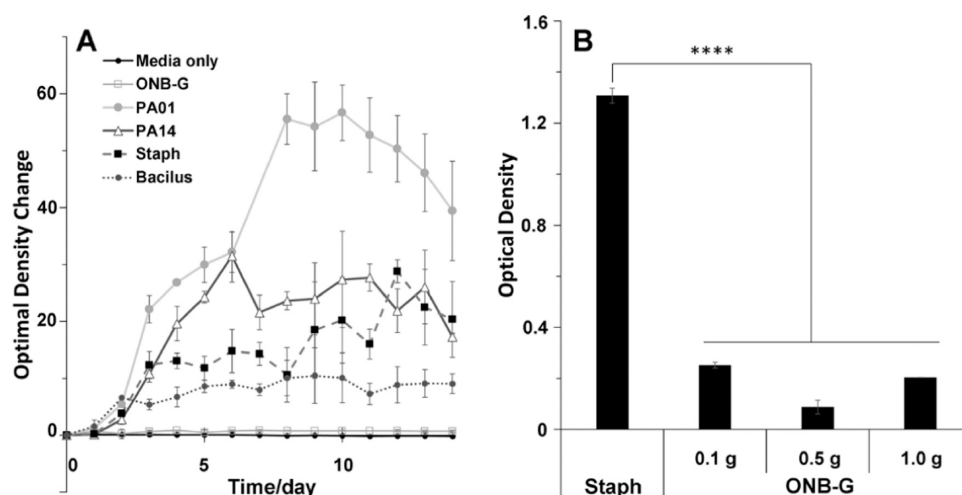 A
Media only
ONB-G
PA01
PA14
Staph
Bacilus
Optimal Density Change
60
40
20
0
0
5
10
Time/day
B
****
Optical Density
1.6
1.2
0.8
0.4
0
0.1 g
0.5 g
1.0 g
Staph
ONB-G